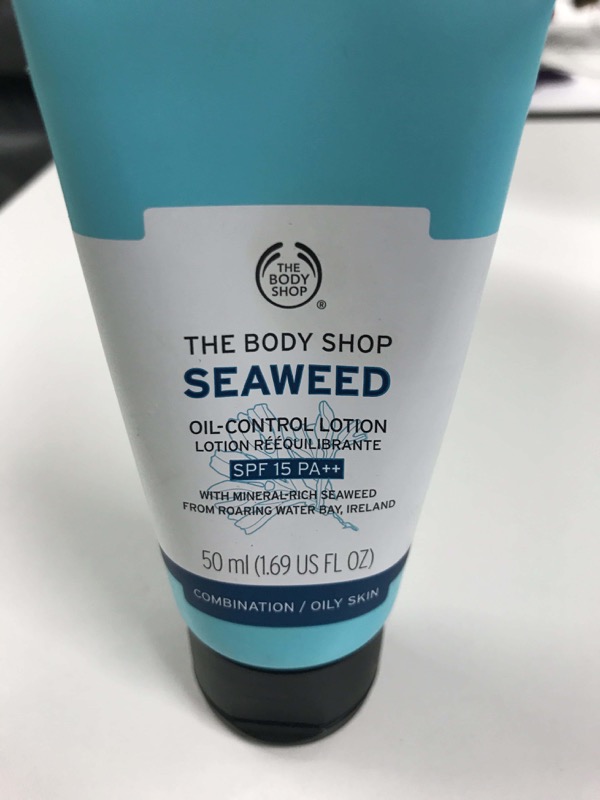 THE
BODY
SHOP
®
THE BODY SHOP
SEAWEED
OIL-CONTROL LOTION
LOTION RÉÉQUILIBRANTE
SPF 15 PA++
WITH MINERAL-RICH SEAWEED
FROM ROARING WATER BAY, IRELAND
50 ml (1.69 US FL OZ)
COMBINATION / OILY SKIN